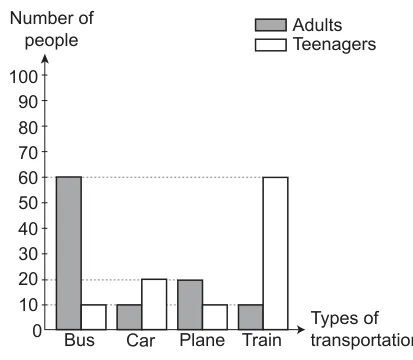 Number of
people
Adults
Teenagers
100
90
80
70
60
50
40
30
20
10
0
Bus Car Plane Train
Types of
transportation